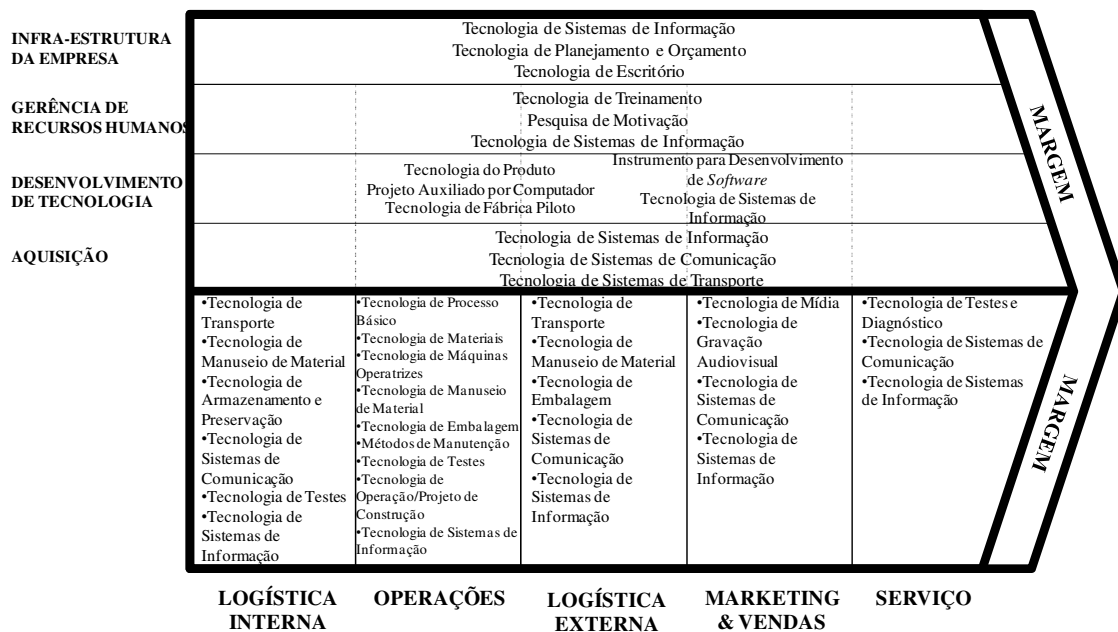 INFRA-ESTRUTURA
DA EMPRESA
Tecnologia de Sistemas de Informação
Tecnologia de Planejamento e Orçamento
Tecnologia de Escritório
GERÊNCIA DE
RECURSOS HUMANOS
Tecnologia de Treinamento
Pesquisa de Motivação
Tecnologia de Sistemas de Informação
DESENVOLVIMENTO
DE TECNOLOGIA
Tecnologia do Produto
Projeto Auxiliado por Computador
Tecnologia de Fábrica Piloto
Instrumento para Desenvolvimento
de Software
Tecnologia de Sistemas de
Informação
AQUISIÇÃO
Tecnologia de Sistemas de Informação
Tecnologia de Sistemas de Comunicação
Tecnologia de Sistemas de Transporte
MARGEM
MARGEM
•Tecnologia de
Transporte
•Tecnologia de
Manuseio de Material
•Tecnologia de
Armazenamento e
Preservação
•Tecnologia de
Sistemas de
Comunicação
•Tecnologia de Testes
•Tecnologia de
Sistemas de
Informação
•Tecnologia de Processo
Básico
•Tecnologia de Materiais
•Tecnologia de Máquinas
Operatrizes
•Tecnologia de Manuseio
de Material
•Tecnologia de Embalagem
•Métodos de Manutenção
•Tecnologia de Testes
•Tecnologia de
Operação/Projeto de
Construção
•Tecnologia de Sistemas de
Informação
•Tecnologia de
Transporte
•Tecnologia de
Manuseio de Material
•Tecnologia de
Embalagem
•Tecnologia de
Sistemas de
Comunicação
•Tecnologia de
Sistemas de
Informação
•Tecnologia de Mídia
•Tecnologia de
Gravação
Audiovisual
•Tecnologia de
Sistemas de
Comunicação
•Tecnologia de
Sistemas de
Informação
•Tecnologia de Testes e
Diagnóstico
•Tecnologia de Sistemas de
Comunicação
•Tecnologia de Sistemas
de Informação
LOGÍSTICA
INTERNA
OPERAÇÕES
LOGÍSTICA
EXTERNA
MARKETING
& VENDAS
SERVIÇO